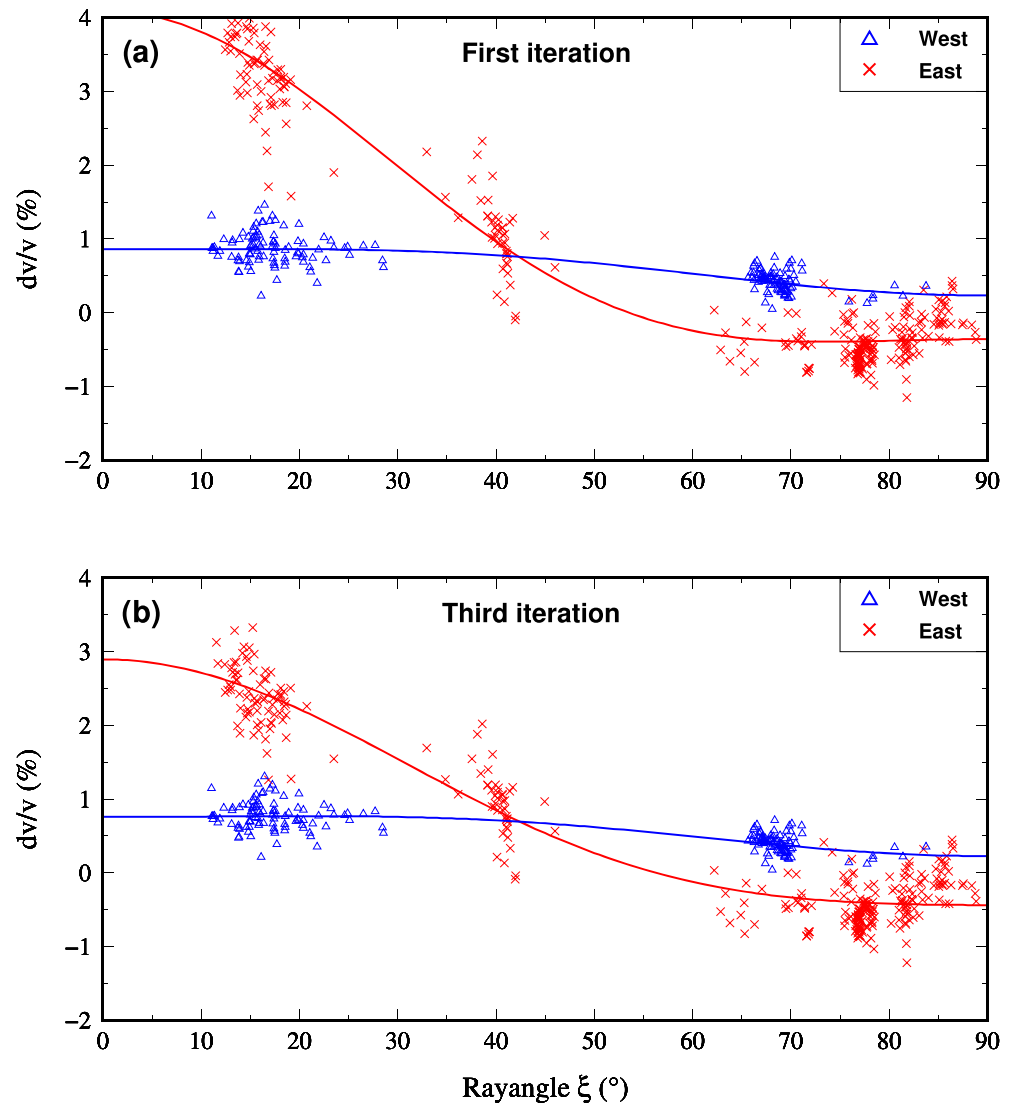 (a)
First iteration
West
East
dv/v (%)
4
3
2
1
0
−1
−2
0 10 20 30 40 50 60 70 80 90
(b)
Third iteration
West
East
dv/v (%)
4
3
2
1
0
−1
−2
0 10 20 30 40 50 60 70 80 90
Rayangle ξ (°)